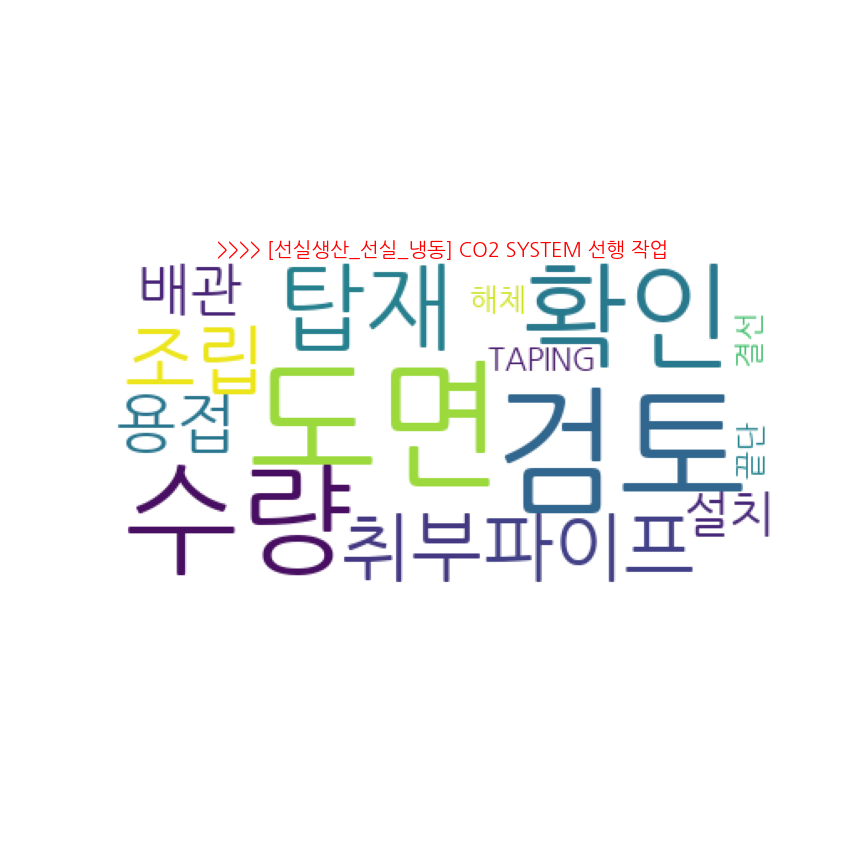 >>>> [선실생산_선실_냉동] CO2 SYSTEM 선행 작업
배관
탑재
해체
확인
결선
조립
TAPING
용접
도면
검토
끝단
수량
취부
파이프
설치